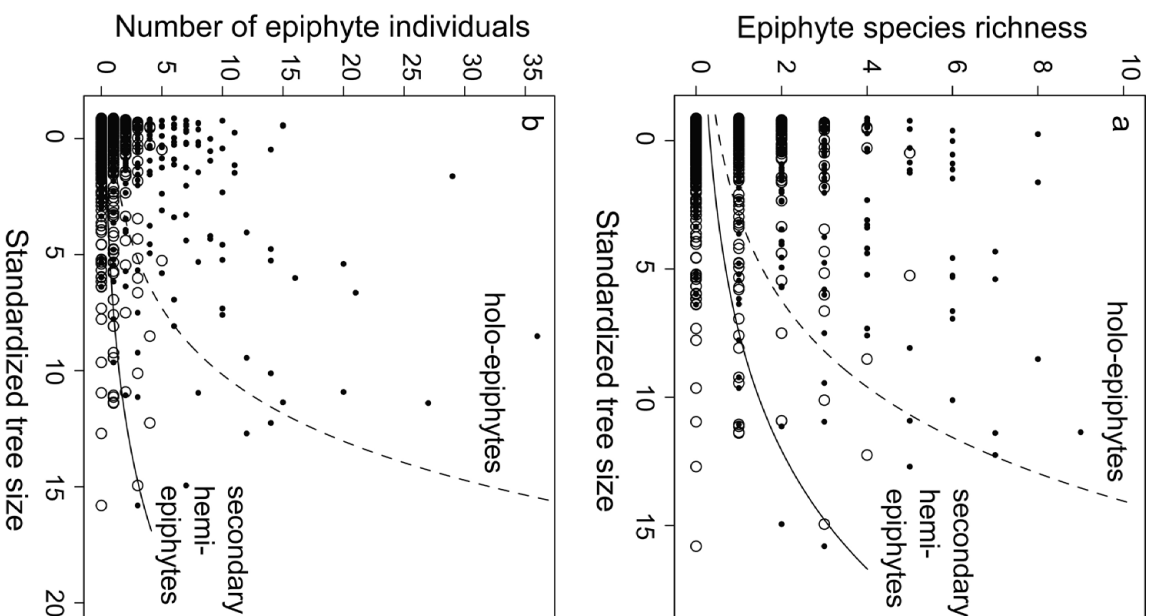 Number of epiphyte individuals
0 5 10 15 20 25 30 35
b
0 5 10 15 20
Standardized tree size
holo-epiphytes
secondary
hemi-
epiphytes
Epiphyte species richness
0 2 4 6 8 10
a
0 5 10 15
Standardized tree size
holo-epiphytes
secondary
hemi-
epiphytes